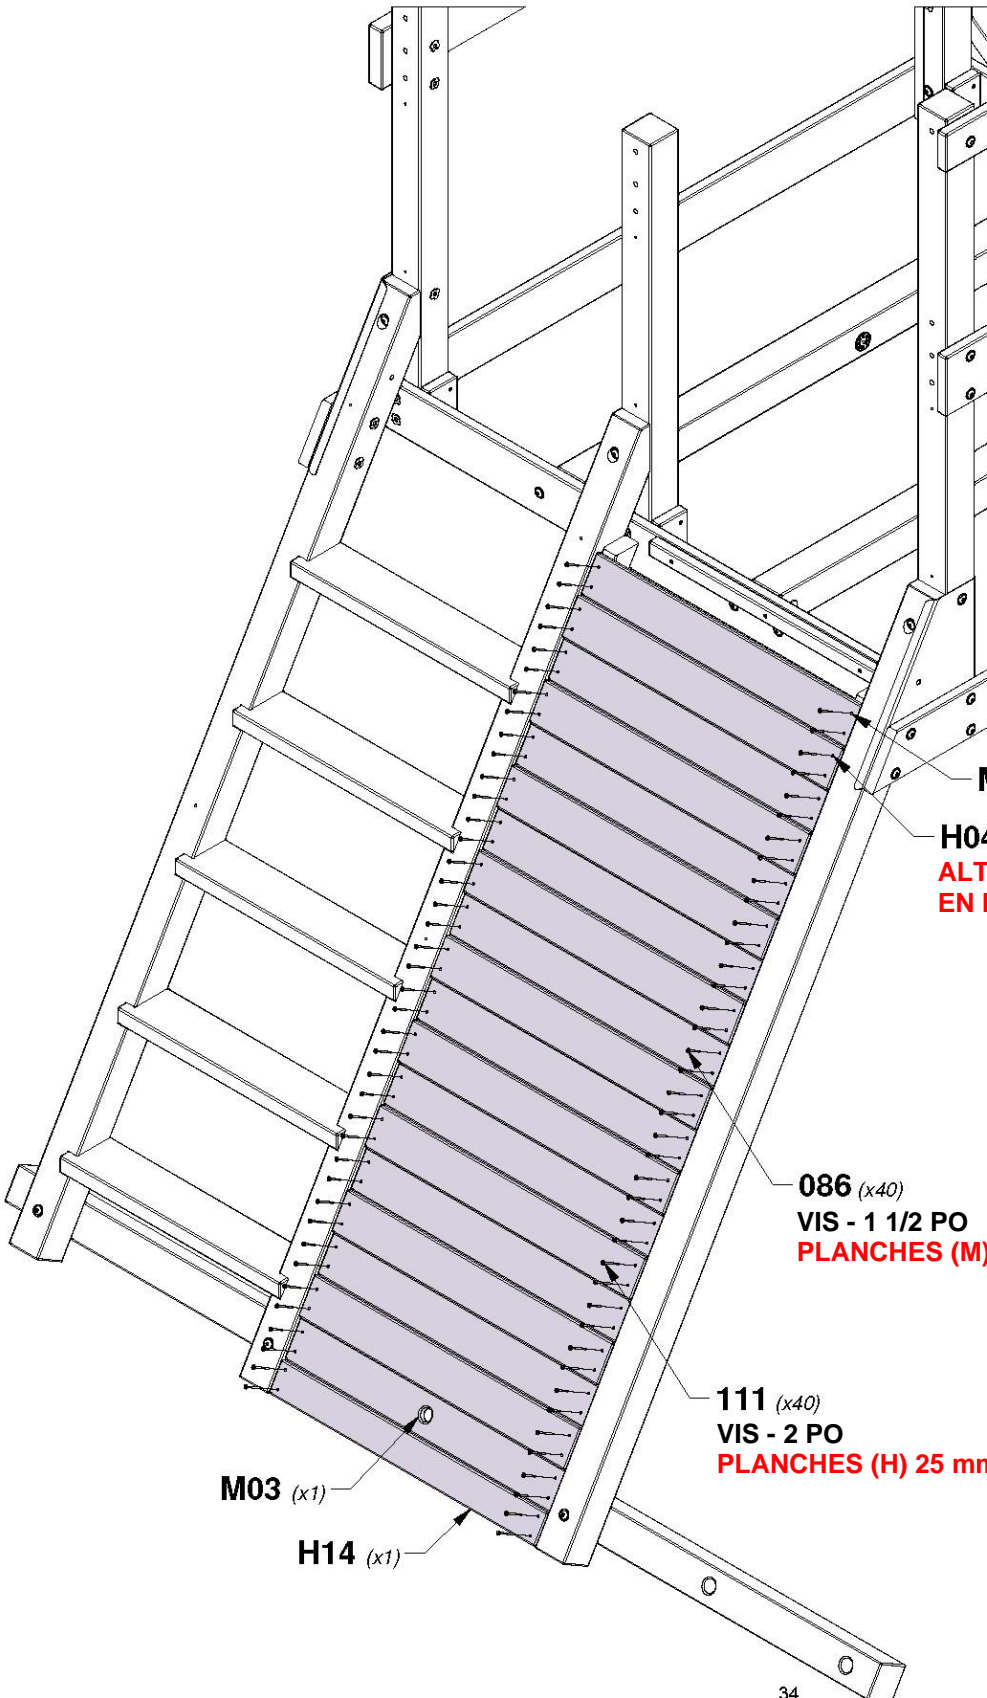 H04
ALT
086 (x40)
VIS - 1 1/2 PO
PLANCHES (M)
111 (x40)
VIS - 2 PO
PLANCHES (H) 25 mm
M03 (x1)
H14 (x1)
34